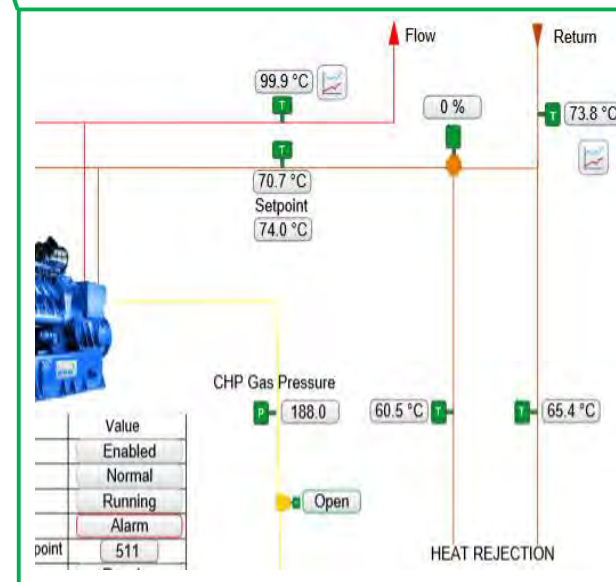 Flow
Return
99.9 °C
0 %
T
T
73.8 °C
T
70.7 °C
Setpoint
74.0 °C
CHP Gas Pressure
P
188.0
60.5 °C
T
T
65.4 °C
Value
Enabled
Normal
Running
Open
Alarm
point
511
HEAT REJECTION